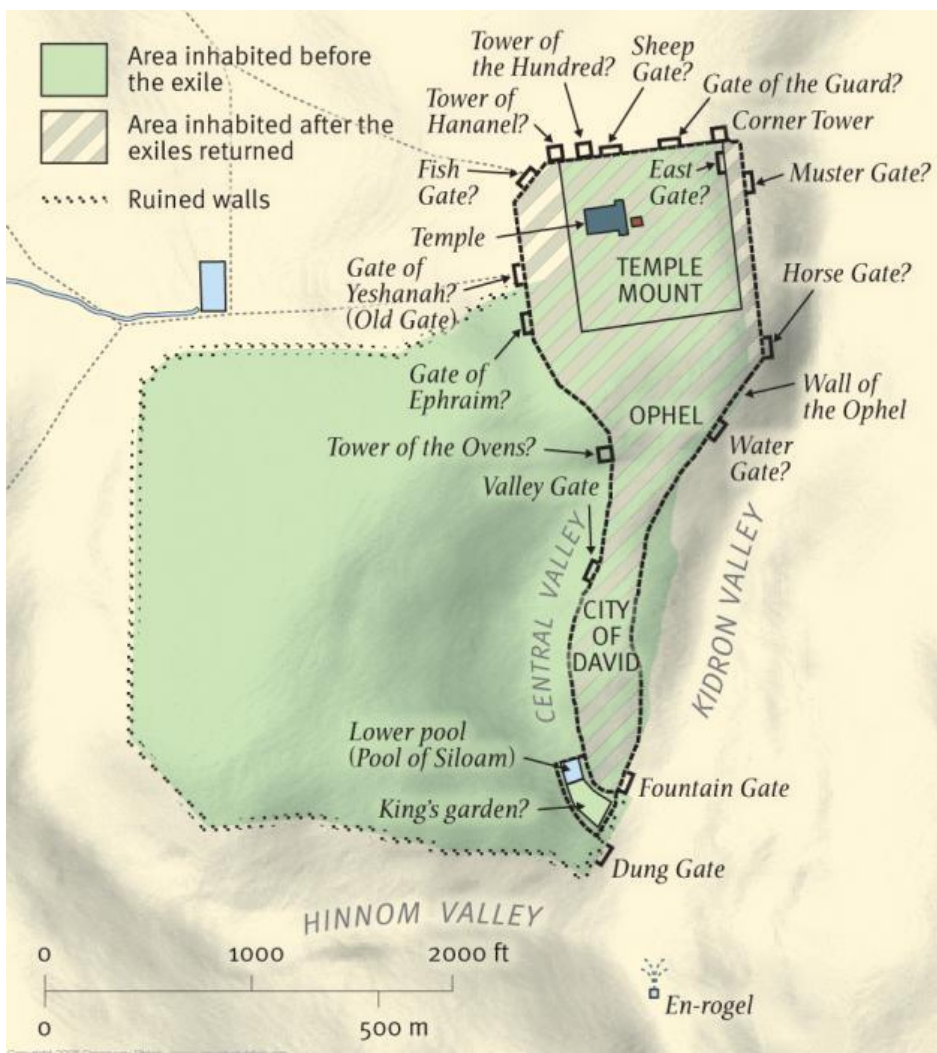 Area inhabited before
the exile
Area inhabited after the
exiles returned
Ruined walls
Tower of
the Hundred?
Sheep
Gate?
Gate of the Guard?
Tower of
Hananel?
Corner Tower
Fish
Gate?
East
Gate?
Muster Gate?
Temple
TEMPLE
MOUNT
Gate of
Yeshanah?
(Old Gate)
Horse Gate?
Gate of
Ephraim?
Wall of
the Ophel
OPHEL
Tower of the Ovens?
Water
Gate?
Valley Gate
CENTRAL VALLEY
KIDRON VALLEY
CITY
OF
DAVID
Lower pool
(Pool of Siloam)
Fountain Gate
King's garden?
Dung Gate
HINNOM VALLEY
0 1000 2000 ft
0 500 m
En-rogel